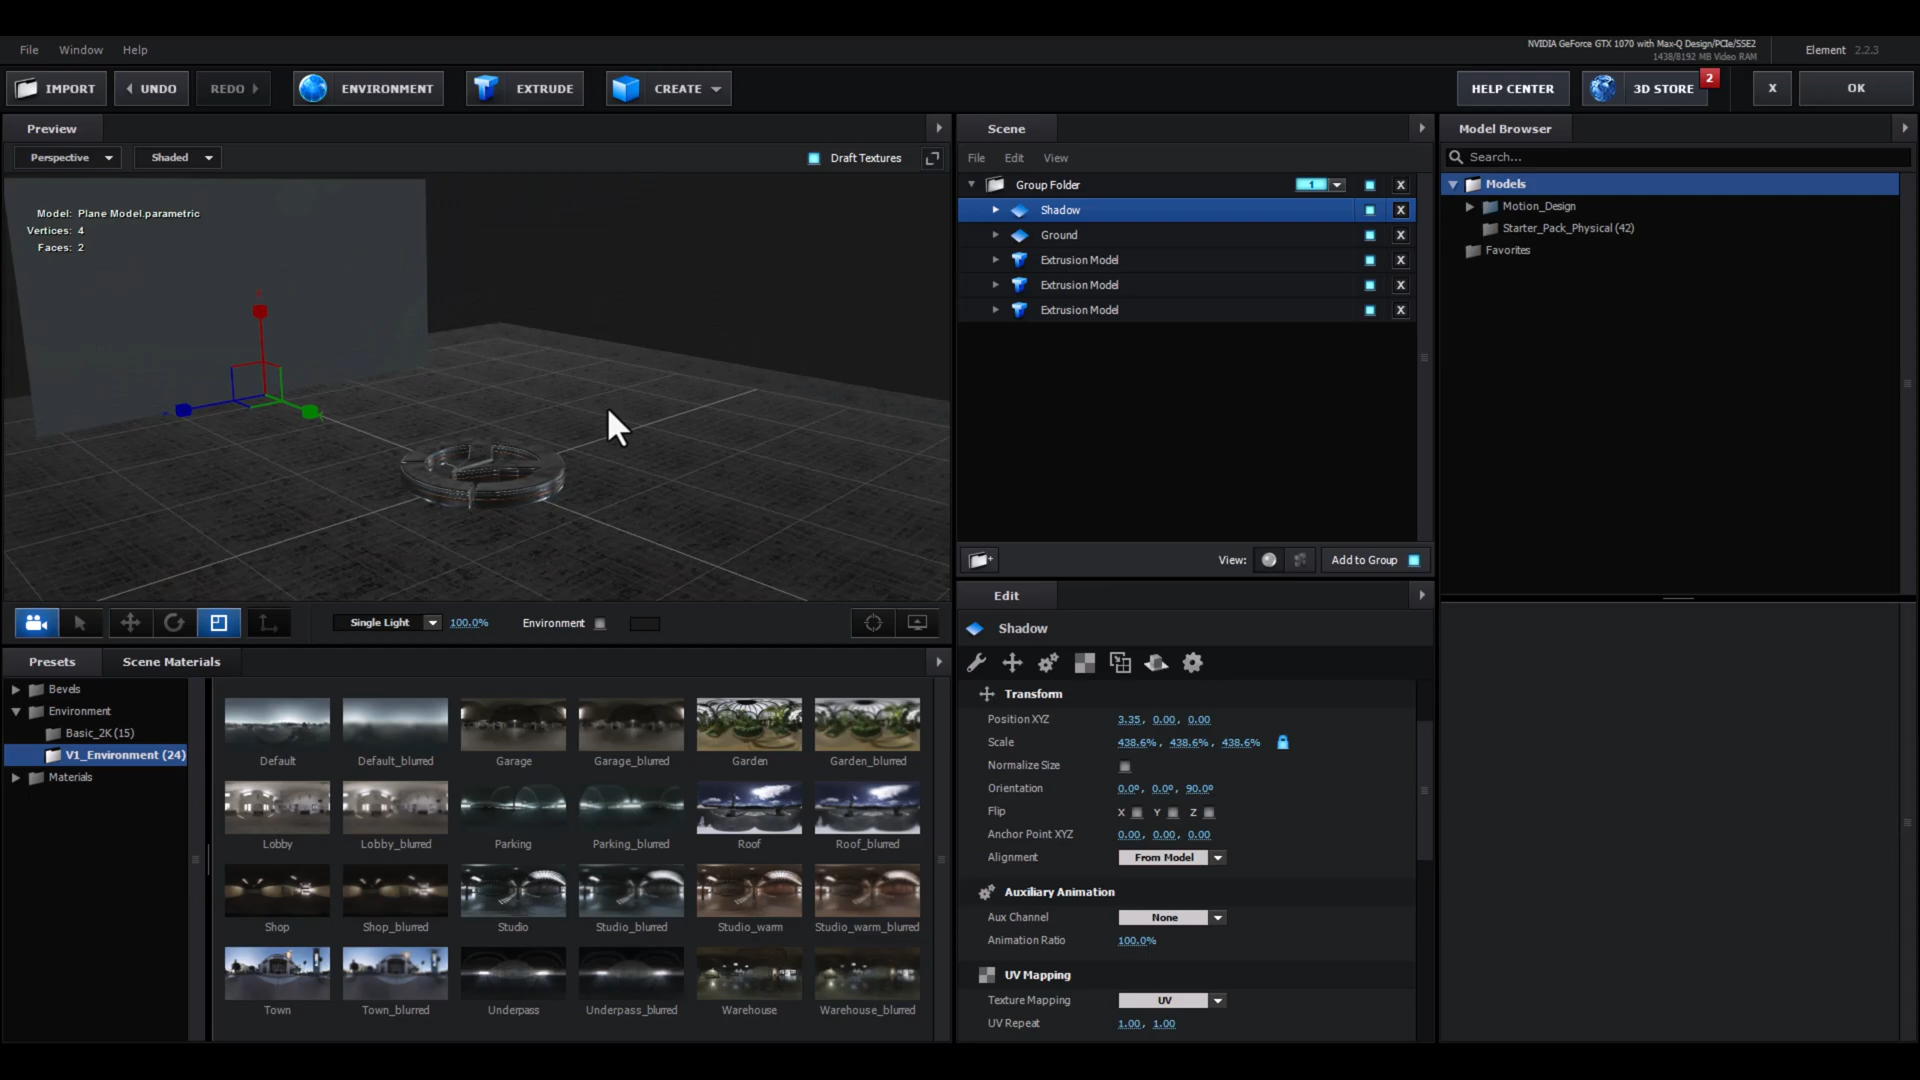 File Window Help
NVIDIA GeForce GTX 1070 with Max-Q Design/PCIe/SSE2
1438/8192 MB Video RAM
Element 2.2.3
IMPORT UNDO REDO ENVIRONMENT EXTRUDE CREATE HELP CENTER 3D STORE 2 X OK
Preview
Perspective Shaded Draft Textures
Model: Plane Model.parametric
Vertices: 4
Faces: 2
Single Light 100.0% Environment
Scene
File Edit View
Group Folder 1 X
Shadow X
Ground X
Extrusion Model X
Extrusion Model X
Extrusion Model X
View: Add to Group
Model Browser
Search...
Models
Motion_Design
Starter_Pack_Physical (42)
Favorites
Presets Scene Materials
Bevels
Environment
Basic_2K (15)
V1_Environment (24)
Materials
Default Default_blurred Garage Garage_blurred Garden Garden_blurred
Lobby Lobby_blurred Parking Parking_blurred Roof Roof_blurred
Shop Shop_blurred Studio Studio_blurred Studio_warm Studio_warm_blurred
Town Town_blurred Underpass Underpass_blurred Warehouse Warehouse_blurred
Edit
Shadow
Transform
Position XYZ 3.35, 0.00, 0.00
Scale 438.6%, 438.6%, 438.6%
Normalize Size
Orientation 0.0º, 0.0º, 90.0º
Flip X Y Z
Anchor Point XYZ 0.00, 0.00, 0.00
Alignment From Model
Auxiliary Animation
Aux Channel None
Animation Ratio 100.0%
UV Mapping
Texture Mapping UV
UV Repeat 1.00, 1.00